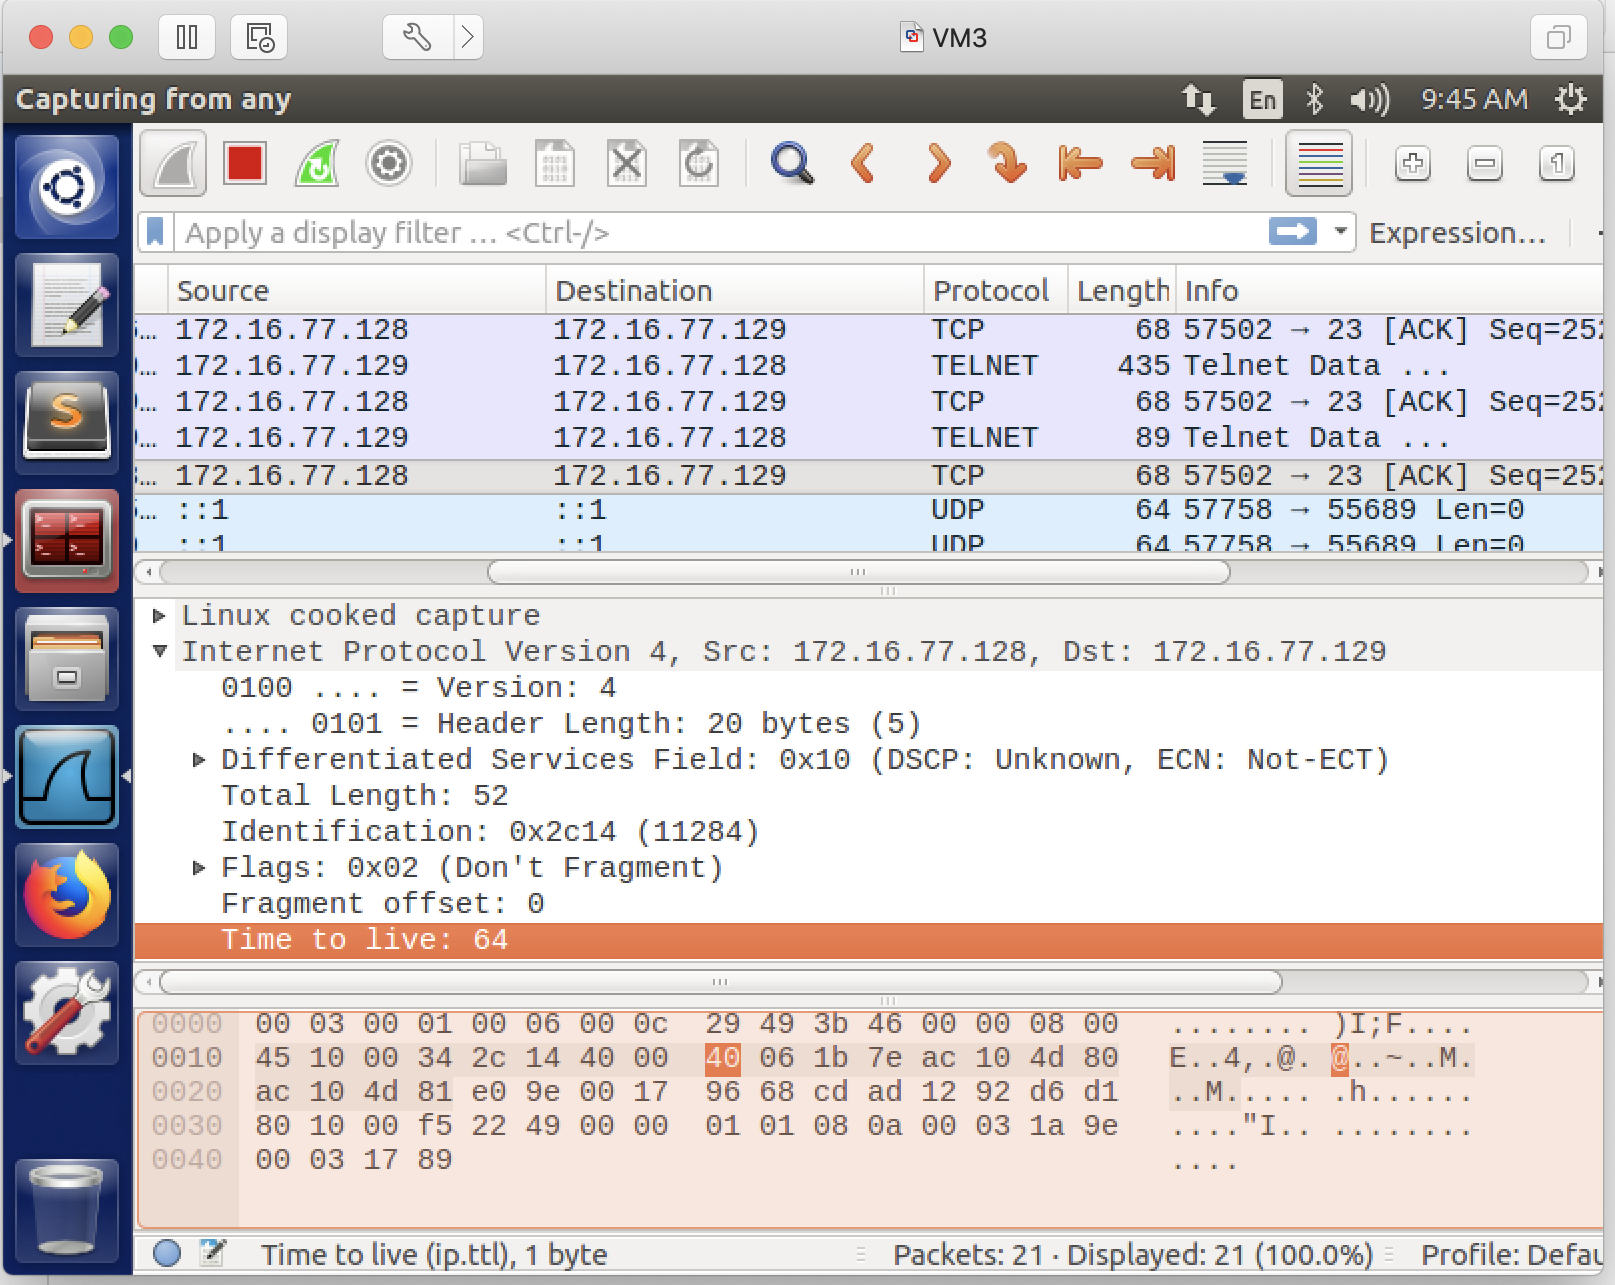 VM3
Capturing from any
En
9:45 AM
Apply a display filter ... <Ctrl-/>
Expression...
Source Destination Protocol Length Info
172.16.77.128 172.16.77.129 TCP 68 57502 → 23 [ACK] Seq=252
172.16.77.129 172.16.77.128 TELNET 435 Telnet Data ...
172.16.77.128 172.16.77.129 TCP 68 57502 → 23 [ACK] Seq=252
172.16.77.129 172.16.77.128 TELNET 89 Telnet Data ...
172.16.77.128 172.16.77.129 TCP 68 57502 → 23 [ACK] Seq=252
::1 ::1 UDP 64 57758 → 55689 Len=0
::1 ::1 UDP 64 57758 → 55689 Len=0
Linux cooked capture
Internet Protocol Version 4, Src: 172.16.77.128, Dst: 172.16.77.129
0100 .... = Version: 4
.... 0101 = Header Length: 20 bytes (5)
Differentiated Services Field: 0x10 (DSCP: Unknown, ECN: Not-ECT)
Total Length: 52
Identification: 0x2c14 (11284)
Flags: 0x02 (Don't Fragment)
Fragment offset: 0
Time to live: 64
0000 00 03 00 01 00 06 00 0c 29 49 3b 46 00 00 08 00 ........ )I;F....
0010 45 10 00 34 2c 14 40 00 40 06 1b 7e ac 10 4d 80 E..4,.@. @..~..M.
0020 ac 10 4d 81 e0 9e 00 17 96 68 cd ad 12 92 d6 d1 ..M..... .h......
0030 80 10 00 f5 22 49 00 00 01 01 08 0a 00 03 1a 9e ...."I.. ........
0040 00 03 17 89 ....
Time to live (ip.ttl), 1 byte
Packets: 21 · Displayed: 21 (100.0%)
Profile: Defau